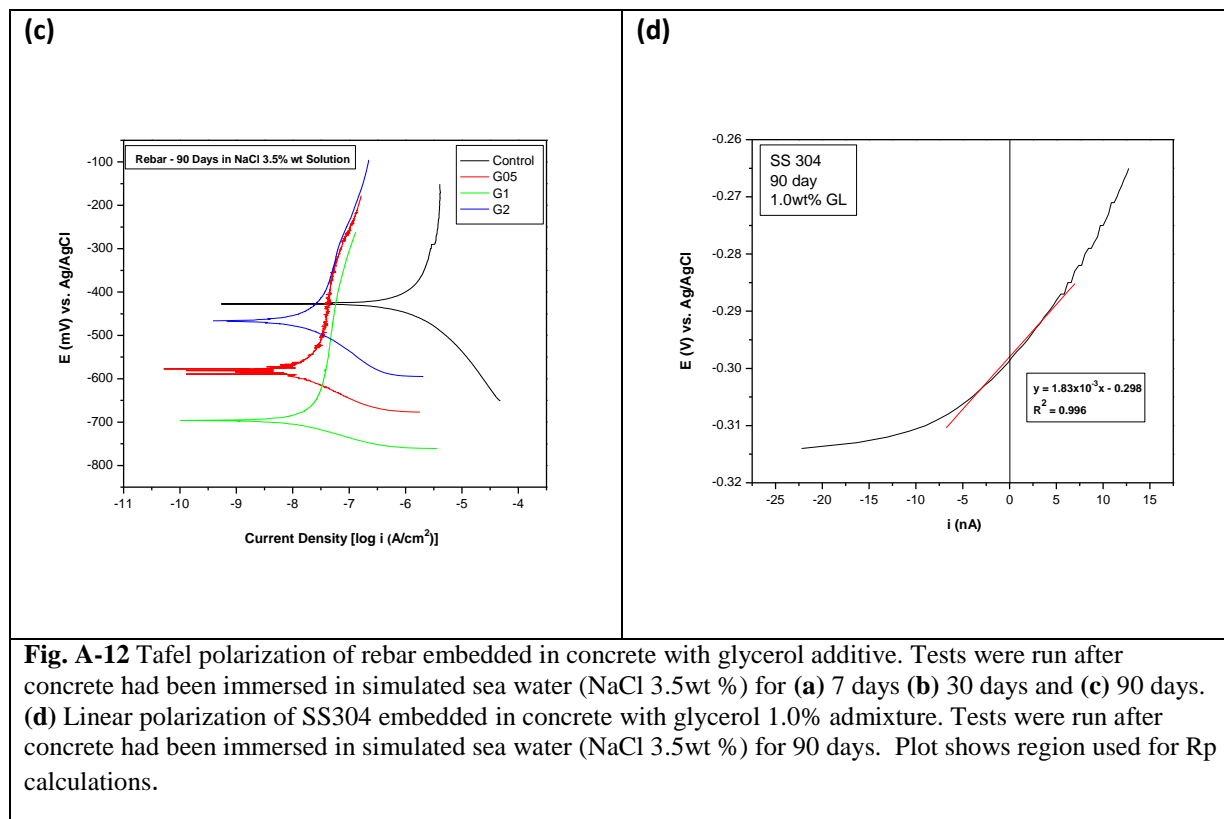 (c)
Rebar - 90 Days in NaCl 3.5% wt Solution
Control
G05
G1
G2
-100
-200
-300
-400
-500
-600
-700
-800
E (mV) vs. Ag/AgCl
-11
-10
-9
-8
-7
-6
-5
-4
Current Density [log i (A/cm²)]
(d)
SS 304
90 day
1.0wt% GL
-0.26
-0.27
-0.28
-0.29
-0.30
-0.31
-0.32
E (V) vs. Ag/AgCl
y = 1.83x10⁻³x - 0.298
R² = 0.996
-25
-20
-15
-10
-5
0
5
10
15
i (nA)
Fig. A-12 Tafel polarization of rebar embedded in concrete with glycerol additive. Tests were run after
concrete had been immersed in simulated sea water (NaCl 3.5wt %) for (a) 7 days (b) 30 days and (c) 90 days.
(d) Linear polarization of SS304 embedded in concrete with glycerol 1.0% admixture. Tests were run after
concrete had been immersed in simulated sea water (NaCl 3.5wt %) for 90 days. Plot shows region used for Rp
calculations.